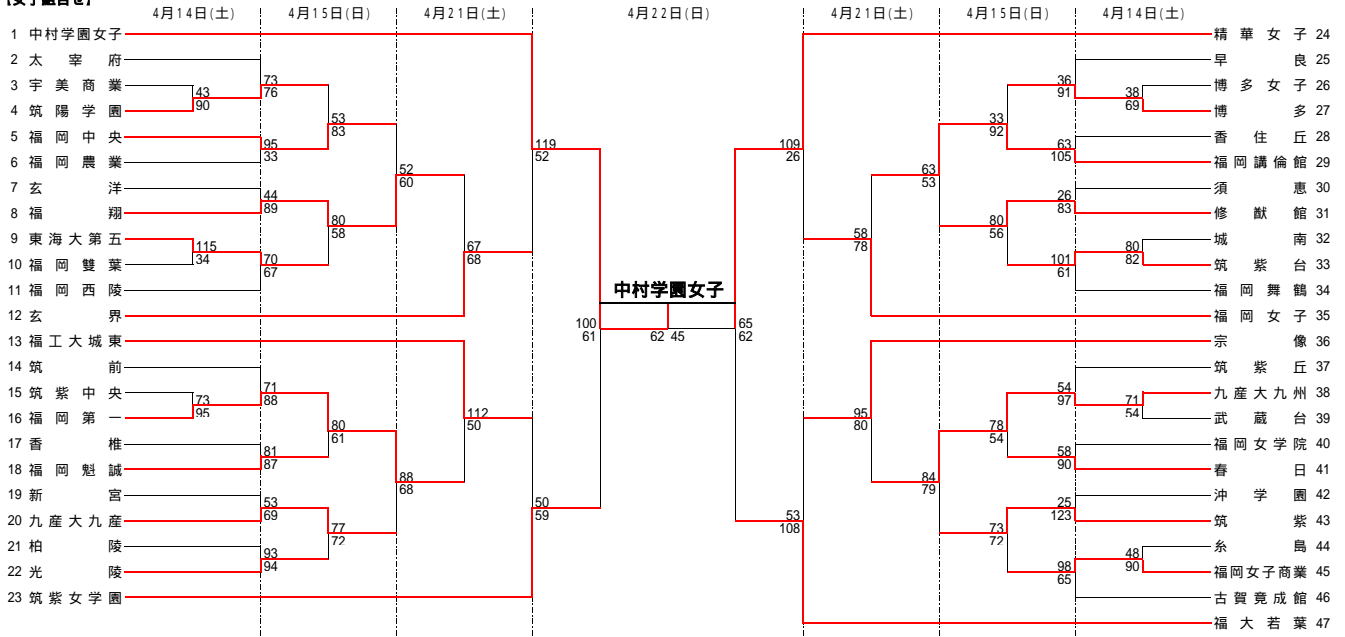 4月14日(土) 4月15日(日) 4月21日(土) 4月22日(日) 4月21日(土) 4月15日(日) 4月14日(土)
1 中村学園女子
2 太宰府
3 宇美商業
4 筑陽学園
5 福岡中央
6 福岡農業
7 玄洋
8 福翔
9 東海大第五
10 福岡雙葉
11 福岡西陵
12 玄界
13 福工大城東
14 筑前
15 筑紫中央
16 福岡第一
17 香椎
18 福岡魁誠
19 新宮
20 九産大九産
21 柏陵
22 光陵
23 筑紫女学園
43
90
115
34
73
95
73
76
95
33
44
89
70
67
71
88
81
87
53
69
93
94
53
83
80
58
80
61
77
72
52
60
88
68
67
68
112
50
119
52
50
59
100
61
中村学園女子
62 45
65
62
109
26
53
108
58
78
95
80
63
53
84
79
33
92
80
56
78
54
73
72
36
91
63
105
26
83
101
61
54
97
58
90
25
123
98
65
38
69
80
82
71
54
48
90
精華女子 24
早良 25
博多女子 26
博多 27
香住丘 28
福岡講倫館 29
須恵 30
修猷館 31
城南 32
筑紫台 33
福岡舞鶴 34
福岡女子 35
宗像 36
筑紫丘 37
九産大九州 38
武蔵台 39
福岡女学院 40
春日 41
沖学園 42
筑紫 43
糸島 44
福岡女子商業 45
古賀竟成館 46
福大若葉 47